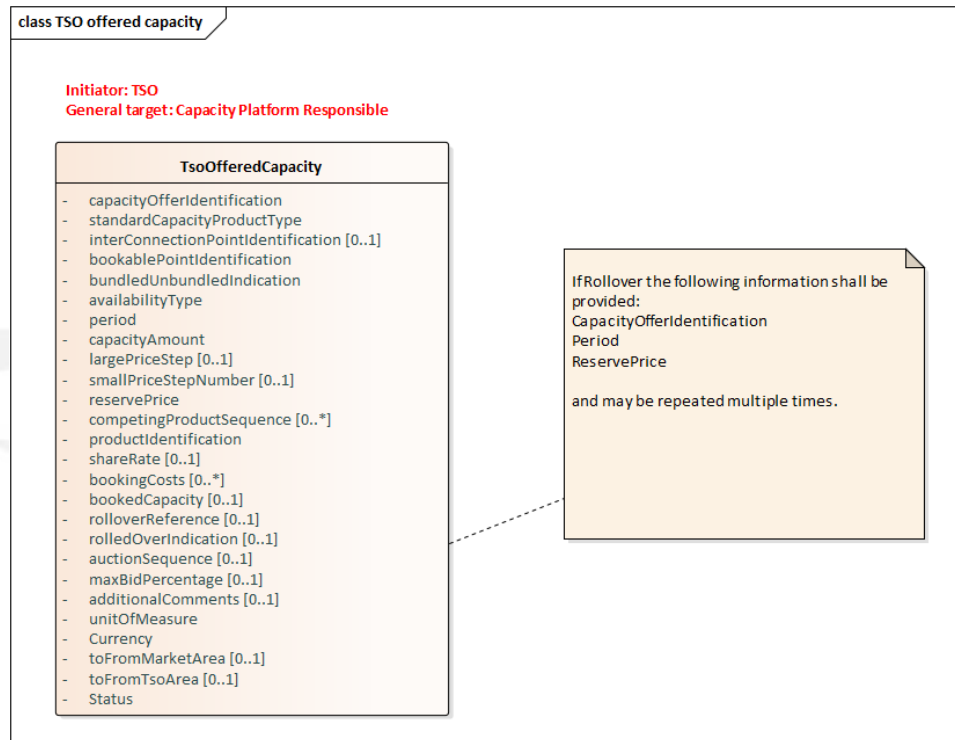 class TSO offered capacity
Initiator: TSO
General target: Capacity Platform Responsible
TsoOfferedCapacity
- capacityOfferIdentification
- standardCapacityProductType
- interConnectionPointIdentification [0..1]
- bookablePointIdentification
- bundledUnbundledIndication
- availabilityType
- period
- capacityAmount
- largePriceStep [0..1]
- smallPriceStepNumber [0..1]
- reservePrice
- competingProductSequence [0..*]
- productIdentification
- shareRate [0..1]
- bookingCosts [0..*]
- bookedCapacity [0..1]
- rolloverReference [0..1]
- rolledOverIndication [0..1]
- auctionSequence [0..1]
- maxBidPercentage [0..1]
- additionalComments [0..1]
- unitOfMeasure
- Currency
- toFromMarketArea [0..1]
- toFromTsoArea [0..1]
- Status
IfRollover the following information shall be
provided:
CapacityOfferIdentification
Period
ReservePrice
and may be repeated multiple times.